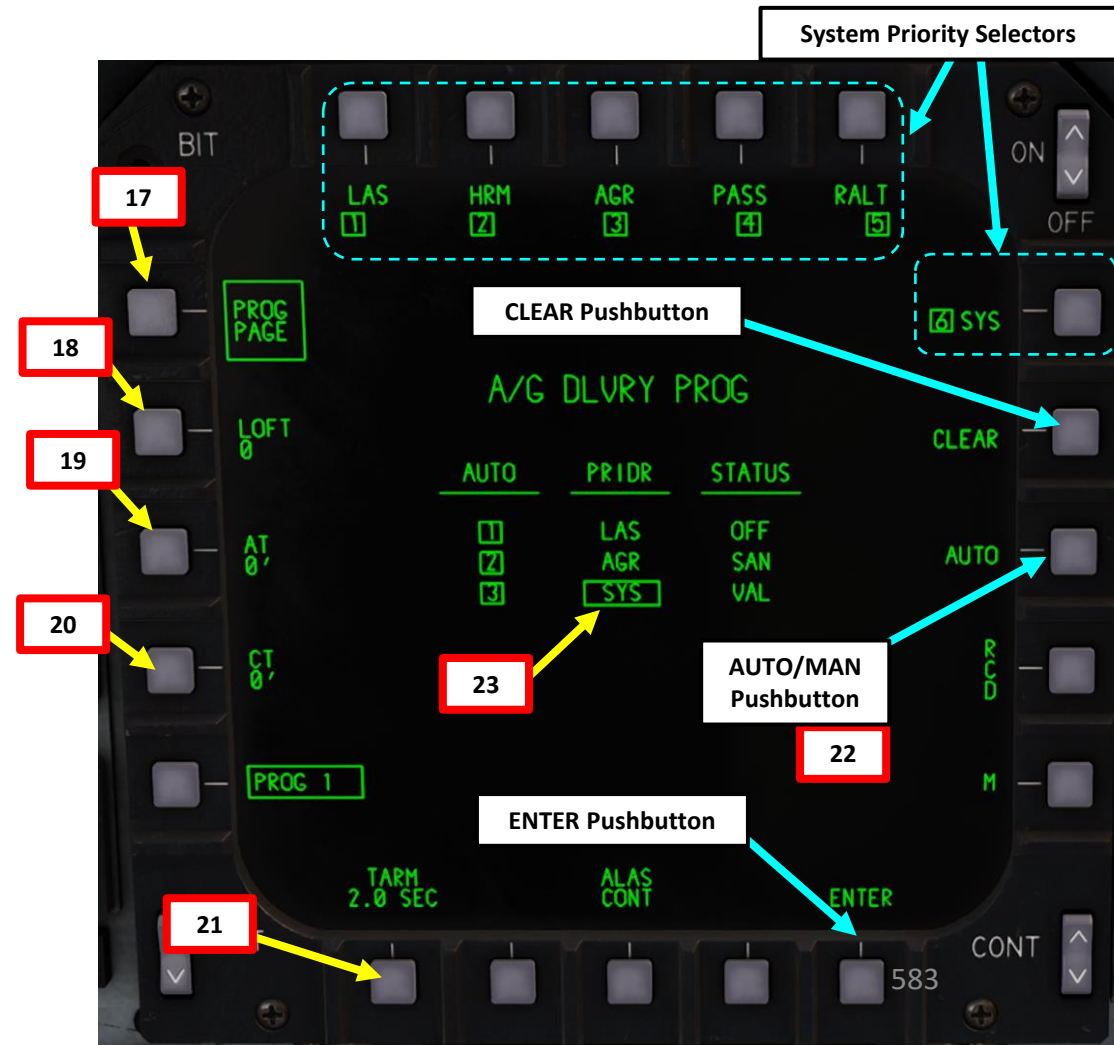 System Priority Selectors
BIT
ON
OFF
17
LAS HRM AGR PASS RALT
1 2 3 4 5
PROG
PAGE
CLEAR Pushbutton
6 SYS
18
A/G DLVRY PROG
LOFT
0
CLEAR
19
AUTO PRIOR STATUS
1 LAS OFF
2 AGR SAN
3 SYS VAL
AT
0'
AUTO
20
CT
0'
23
AUTO/MAN
Pushbutton
22
RCD
PROG 1
M
ENTER Pushbutton
TARM
2.0 SEC
ALAS
CONT
ENTER
21
CONT
583